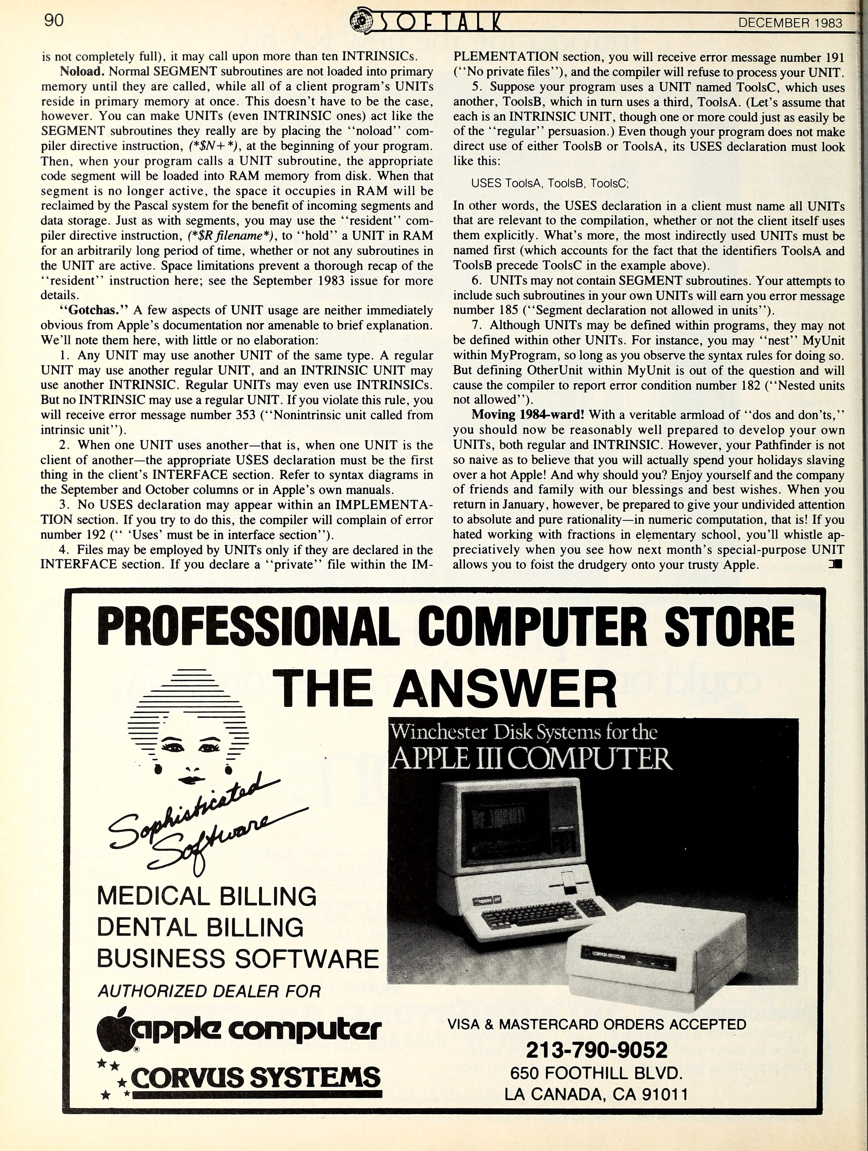 90
SOFTALK
DECEMBER 1983
is not completely full), it may call upon more than ten INTRINSICs.
Noload. Normal SEGMENT subroutines are not loaded into primary
memory until they are called, while all of a client program's UNITs
reside in primary memory at once. This doesn't have to be the case,
however. You can make UNITs (even INTRINSIC ones) act like the
SEGMENT subroutines they really are by placing the ‘‘noload’’ com-
piler directive instruction, (*$N+*), at the beginning of your program.
Then, when your program calls a UNIT subroutine, the appropriate
code segment will be loaded into RAM memory from disk. When that
segment is no longer active, the space it occupies in RAM will be
reclaimed by the Pascal system for the benefit of incoming segments and
data storage. Just as with segments, you may use the ‘‘resident’’ com-
piler directive instruction, (*$R filename*), to ‘‘hold’’ a UNIT in RAM
for an arbitrarily long period of time, whether or not any subroutines in
the UNIT are active. Space limitations prevent a thorough recap of the
‘‘resident’’ instruction here; see the September 1983 issue for more
details.
‘‘Gotchas.’’ A few aspects of UNIT usage are neither immediately
obvious from Apple's documentation nor amenable to brief explanation.
We'll note them here, with little or no elaboration:
1. Any UNIT may use another UNIT of the same type. A regular
UNIT may use another regular UNIT, and an INTRINSIC UNIT may
use another INTRINSIC. Regular UNITs may even use INTRINSICs.
But no INTRINSIC may use a regular UNIT. If you violate this rule, you
will receive error message number 353 (‘‘Nonintrinsic unit called from
intrinsic unit’’).
2. When one UNIT uses another—that is, when one UNIT is the
client of another—the appropriate USES declaration must be the first
thing in the client's INTERFACE section. Refer to syntax diagrams in
the September and October columns or in Apple's own manuals.
3. No USES declaration may appear within an IMPLEMENTA-
TION section. If you try to do this, the compiler will complain of error
number 192 (‘‘ ‘Uses’ must be in interface section’’).
4. Files may be employed by UNITs only if they are declared in the
INTERFACE section. If you declare a ‘‘private’’ file within the IM-
PLEMENTATION section, you will receive error message number 191
(‘‘No private files’’), and the compiler will refuse to process your UNIT.
5. Suppose your program uses a UNIT named ToolsC, which uses
another, ToolsB, which in turn uses a third, ToolsA. (Let's assume that
each is an INTRINSIC UNIT, though one or more could just as easily be
of the ‘‘regular’’ persuasion.) Even though your program does not make
direct use of either ToolsB or ToolsA, its USES declaration must look
like this:
USES ToolsA, ToolsB, ToolsC;
In other words, the USES declaration in a client must name all UNITs
that are relevant to the compilation, whether or not the client itself uses
them explicitly. What's more, the most indirectly used UNITs must be
named first (which accounts for the fact that the identifiers ToolsA and
ToolsB precede ToolsC in the example above).
6. UNITs may not contain SEGMENT subroutines. Your attempts to
include such subroutines in your own UNITs will earn you error message
number 185 (‘‘Segment declaration not allowed in units’’).
7. Although UNITs may be defined within programs, they may not
be defined within other UNITs. For instance, you may ‘‘nest’’ MyUnit
within MyProgram, so long as you observe the syntax rules for doing so.
But defining OtherUnit within MyUnit is out of the question and will
cause the compiler to report error condition number 182 (‘‘Nested units
not allowed’’).
Moving 1984-ward! With a veritable armload of ‘‘dos and don'ts,’’
you should now be reasonably well prepared to develop your own
UNITs, both regular and INTRINSIC. However, your Pathfinder is not
so naive as to believe that you will actually spend your holidays slaving
over a hot Apple! And why should you? Enjoy yourself and the company
of friends and family with our blessings and best wishes. When you
return in January, however, be prepared to give your undivided attention
to absolute and pure rationality—in numeric computation, that is! If you
hated working with fractions in elementary school, you'll whistle ap-
preciatively when you see how next month's special-purpose UNIT
allows you to foist the drudgery onto your trusty Apple.
PROFESSIONAL COMPUTER STORE
THE ANSWER
Sophisticated
Software
Winchester Disk Systems for the
APPLE III COMPUTER
CORVUS SYSTEMS
MEDICAL BILLING
DENTAL BILLING
BUSINESS SOFTWARE
AUTHORIZED DEALER FOR
apple computer
CORVUS SYSTEMS
VISA & MASTERCARD ORDERS ACCEPTED
213-790-9052
650 FOOTHILL BLVD.
LA CANADA, CA 91011